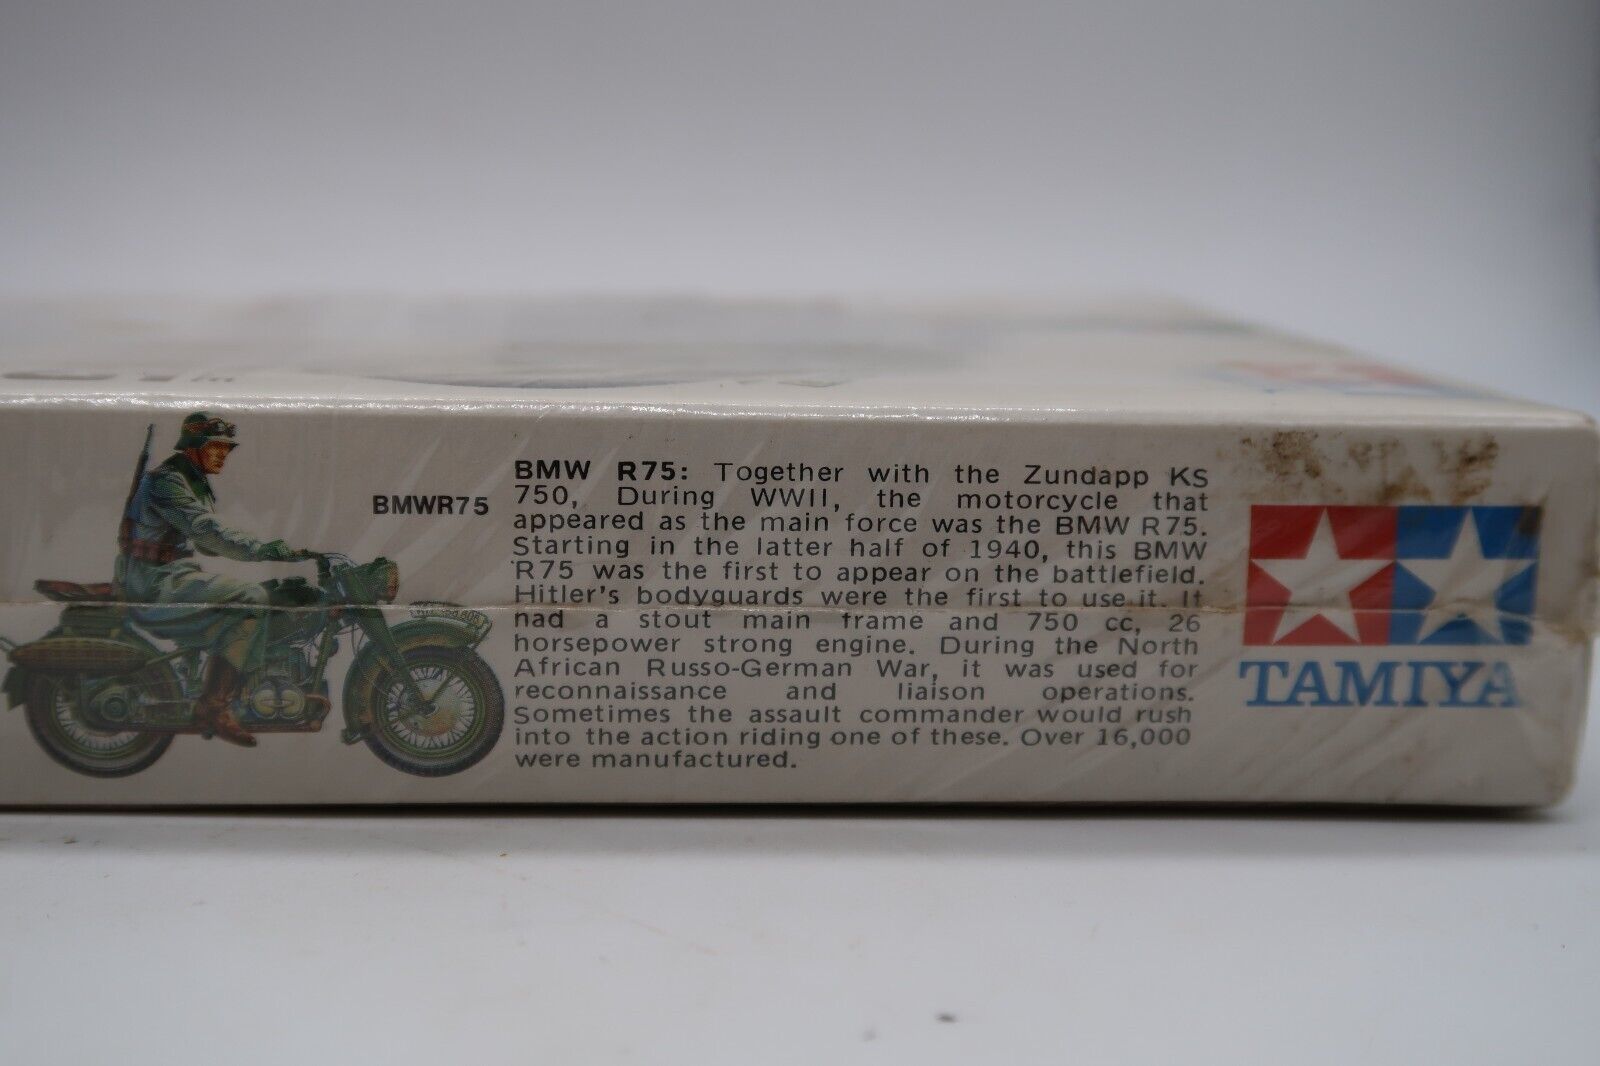 BMWR75
BMW R75: Together with the Zundapp KS
750, During WWII, the motorcycle that
appeared as the main force was the BMW R75.
Starting in the latter half of 1940, this BMW
R75 was the first to appear on the battlefield.
Hitler's bodyguards were the first to use it. It
had a stout main frame and 750 cc, 26
horsepower strong engine. During the North
African Russo-German War, it was used for
reconnaissance and liaison operations.
Sometimes the assault commander would rush
into the action riding one of these. Over 16,000
were manufactured.
TAMIYA